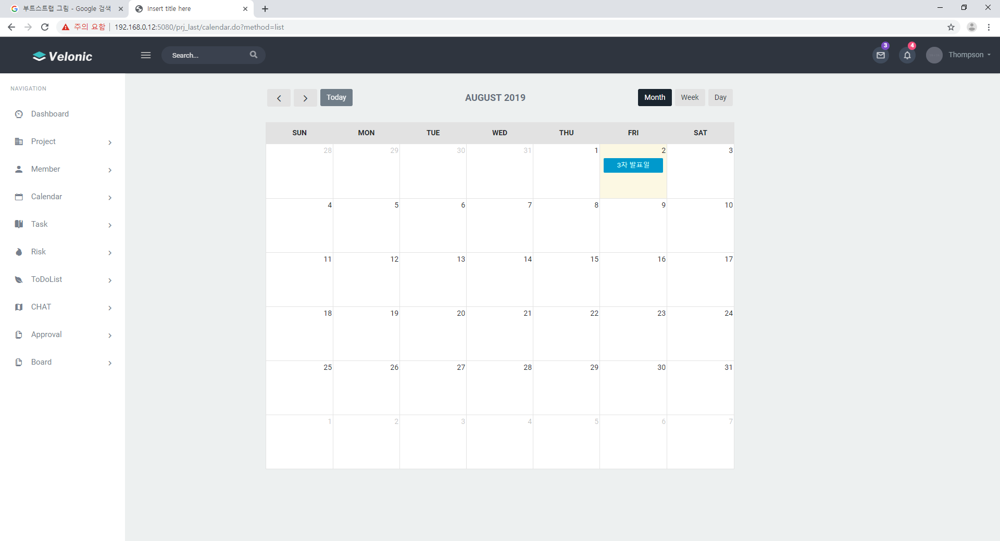 부트스트랩 그림 - Google 검색
Insert title here
주의 요함 192.168.0.12:5080/prj_last/calendar.do?method=list
Velonic
Search...
3
4
Thompson
NAVIGATION
Dashboard
Project
Member
Calendar
Task
Risk
ToDoList
CHAT
Approval
Board
Today
AUGUST 2019
Month Week Day
SUN MON TUE WED THU FRI SAT
28 29 30 31 1 2 3
3차 발표일
4 5 6 7 8 9 10
11 12 13 14 15 16 17
18 19 20 21 22 23 24
25 26 27 28 29 30 31
1 2 3 4 5 6 7